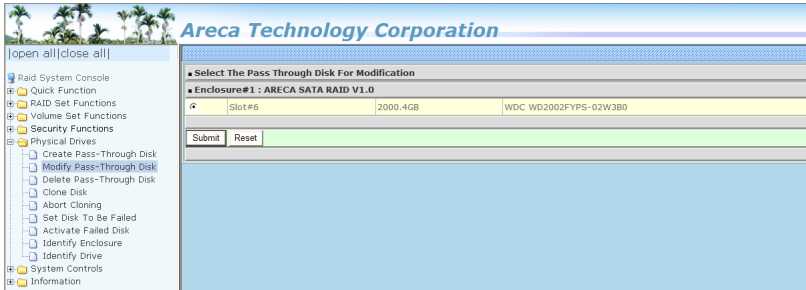 Areca Technology Corporation
|open all|close all|
Raid System Console
Quick Function
RAID Set Functions
Volume Set Functions
Security Functions
Physical Drives
Create Pass-Through Disk
Modify Pass-Through Disk
Delete Pass-Through Disk
Clone Disk
Abort Cloning
Set Disk To Be Failed
Activate Failed Disk
Identify Enclosure
Identify Drive
System Controls
Information
Select The Pass Through Disk For Modification
Enclosure#1 : ARECA SATA RAID V1.0
Slot#6 2000.4GB WDC WD2002FYPS-02W3B0
Submit Reset